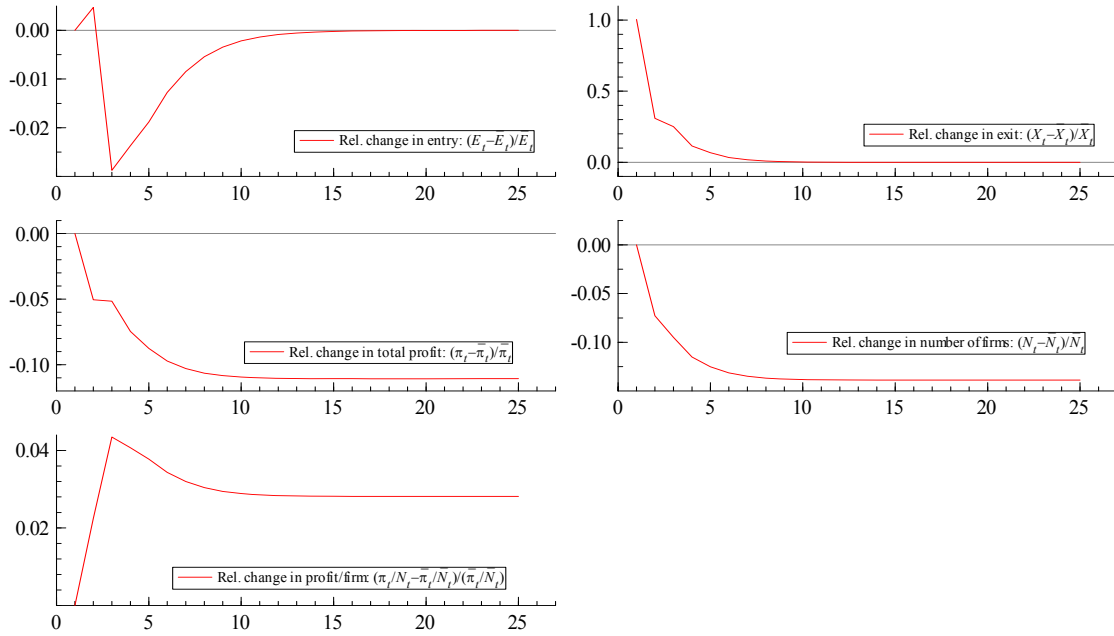 0.00
-0.01
-0.02
Rel. change in entry: (E_t–E̅_t)/E̅_t
0 5 10 15 20 25
1.0
0.5
0.0
Rel. change in exit: (X_t–X̅_t)/X̅_t
0 5 10 15 20 25
0.00
-0.05
-0.10
Rel. change in total profit: (π_t–π̅_t)/π̅_t
0 5 10 15 20 25
0.00
-0.05
-0.10
Rel. change in number of firms: (N_t–N̅_t)/N̅_t
0 5 10 15 20 25
0.04
0.02
Rel. change in profit/firm: (π_t/N_t–π̅_t/N̅_t)/(π̅_t/N̅_t)
0 5 10 15 20 25